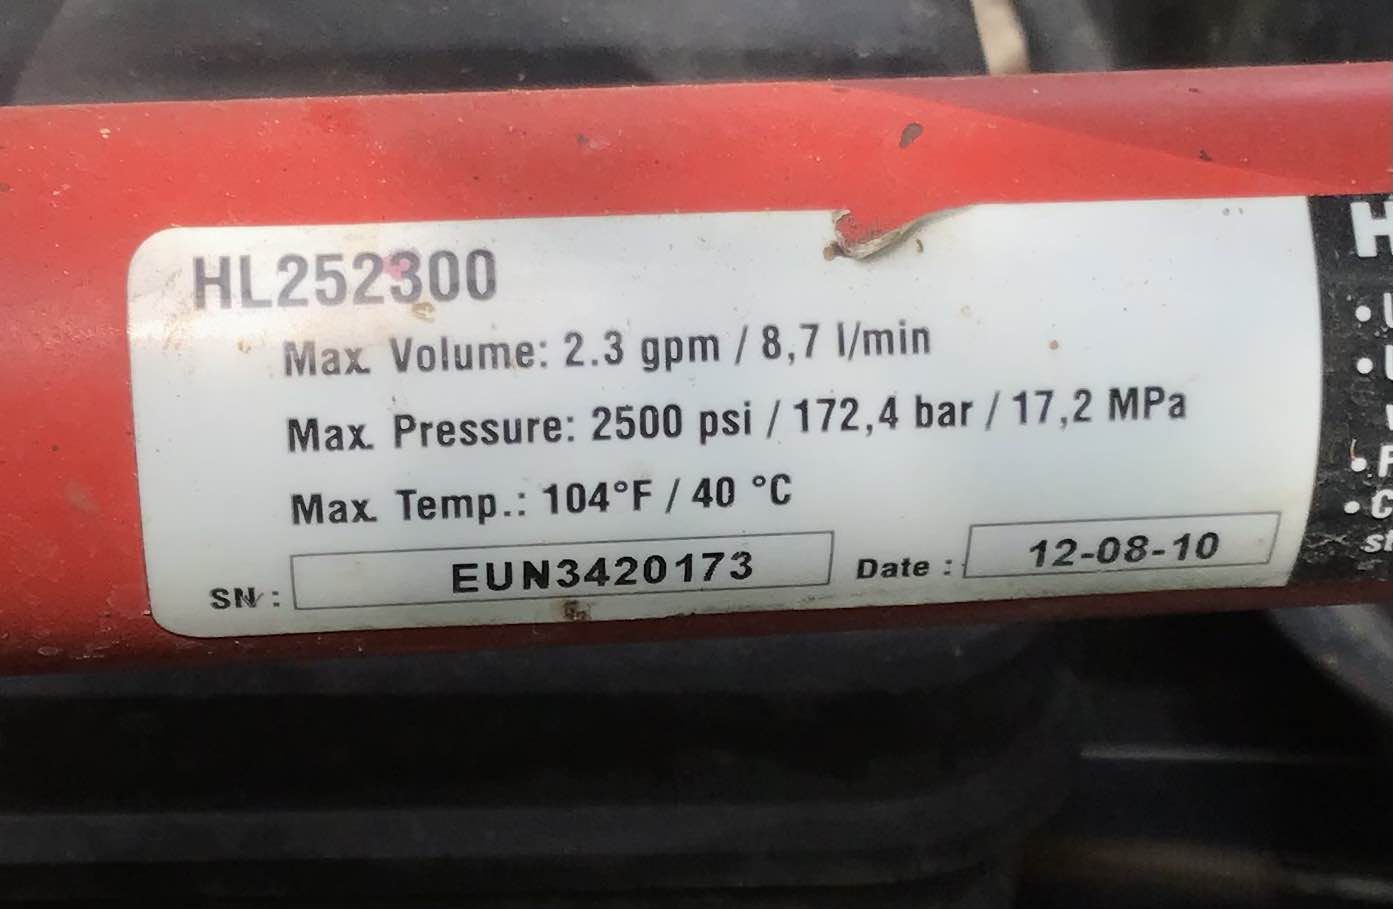 HL252300
Max. Volume: 2.3 gpm / 8,7 l/min
Max. Pressure: 2500 psi / 172,4 bar / 17,2 MPa
Max. Temp.: 104°F / 40 °C
SN: EUN3420173 Date: 12-08-10